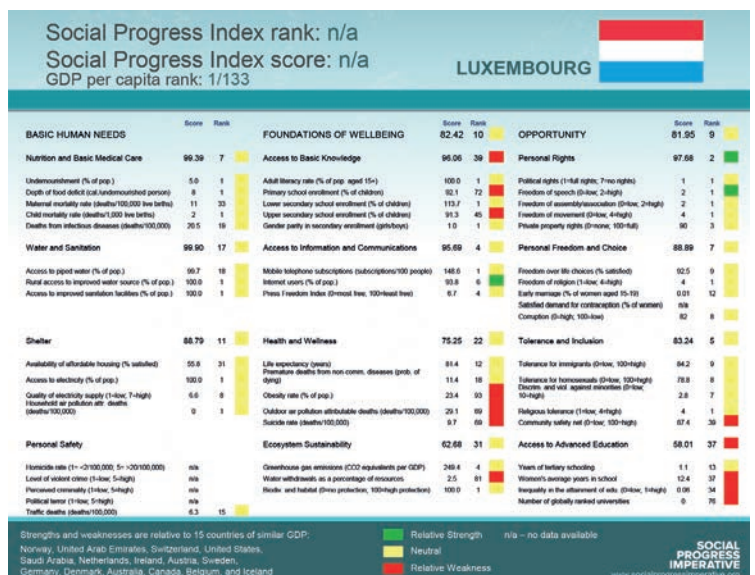 Social Progress Index rank: n/a
Social Progress Index score: n/a
GDP per capita rank: 1/133
LUXEMBOURG
Score Rank
BASIC HUMAN NEEDS
Nutrition and Basic Medical Care 99.39 7
Undernourishment (% of pop.) 5.0 1
Depth of food deficit (cal./undernourished person) 8 1
Maternal mortality rate (deaths/100,000 live births) 11 33
Child mortality rate (deaths/1,000 live births) 2 1
Deaths from infectious diseases (deaths/100,000) 20.5 19
Water and Sanitation 99.90 17
Access to piped water (% of pop.) 99.7 18
Rural access to improved water source (% of pop.) 100.0 1
Access to improved sanitation facilities (% of pop.) 100.0 1
Shelter 88.79 11
Availability of affordable housing (% satisfied) 55.8 31
Access to electricity (% of pop.) 100.0 1
Quality of electricity supply (1=low; 7=high) 6.6 8
Household air pollution attr. deaths
(deaths/100,000) 0 1
Personal Safety
Homicide rate (1= <2/100,000; 5= >20/100,000) n/a
Level of violent crime (1=low; 5=high) n/a
Perceived criminality (1=low; 5=high) n/a
Political terror (1=low; 5=high) n/a
Traffic deaths (deaths/100,000) 6.3 15
Score Rank
FOUNDATIONS OF WELLBEING 82.42 10
Access to Basic Knowledge 96.06 39
Adult literacy rate (% of pop. aged 15+) 100.0 1
Primary school enrollment (% of children) 92.1 72
Lower secondary school enrollment (% of children) 113.7 1
Upper secondary school enrollment (% of children) 91.3 45
Gender parity in secondary enrollment (girls/boys) 1.0 1
Access to Information and Communications 95.69 4
Mobile telephone subscriptions (subscriptions/100 people) 148.6 1
Internet users (% of pop.) 93.8 6
Press Freedom Index (0=most free, 100=least free) 6.7 4
Health and Wellness 75.25 22
Life expectancy (years) 81.4 12
Premature deaths from non comm. diseases (prob. of
dying) 11.4 18
Obesity rate (% of pop.) 23.4 93
Outdoor air pollution attributable deaths (deaths/100,000) 29.1 69
Suicide rate (deaths/100,000) 9.7 69
Ecosystem Sustainability 62.68 31
Greenhouse gas emissions (CO2 equivalents per GDP) 249.4 4
Water withdrawals as a percentage of resources 2.5 81
Biodiv. and habitat (0=no protection, 100=high protection) 100.0 1
Score Rank
OPPORTUNITY 81.95 9
Personal Rights 97.68 2
Political rights (1=full rights; 7=no rights) 1 1
Freedom of speech (0=low; 2=high) 2 1
Freedom of assembly/association (0=low; 2=high) 2 1
Freedom of movement (0=low; 4=high) 4 1
Private property rights (0=none; 100=full) 90 3
Personal Freedom and Choice 88.89 7
Freedom over life choices (% satisfied) 92.5 9
Freedom of religion (1=low; 4=high) 4 1
Early marriage (% of women aged 15-19) 0.01 12
Satisfied demand for contraception (% of women) n/a
Corruption (0=high; 100=low) 82 8
Tolerance and Inclusion 83.24 5
Tolerance for immigrants (0=low, 100=high) 84.2 9
Tolerance for homosexuals (0=low, 100=high) 78.8 8
Discrim. and viol. against minorities (0=low;
10=high) 2.8 7
Religious tolerance (1=low; 4=high) 4 1
Community safety net (0=low; 100=high) 87.4 39
Access to Advanced Education 58.01 37
Years of tertiary schooling 1.1 13
Women's average years in school 12.4 37
Inequality in the attainment of edu. (0=low; 1=high) 0.08 34
Number of globally ranked universities 0 76
Strengths and weaknesses are relative to 15 countries of similar GDP:
Norway, United Arab Emirates, Switzerland, United States,
Saudi Arabia, Netherlands, Ireland, Austria, Sweden,
Germany, Denmark, Australia, Canada, Belgium, and Iceland
Relative Strength
Neutral
Relative Weakness
n/a – no data available
SOCIAL
PROGRESS
IMPERATIVE
www.socialprogressimperative.org